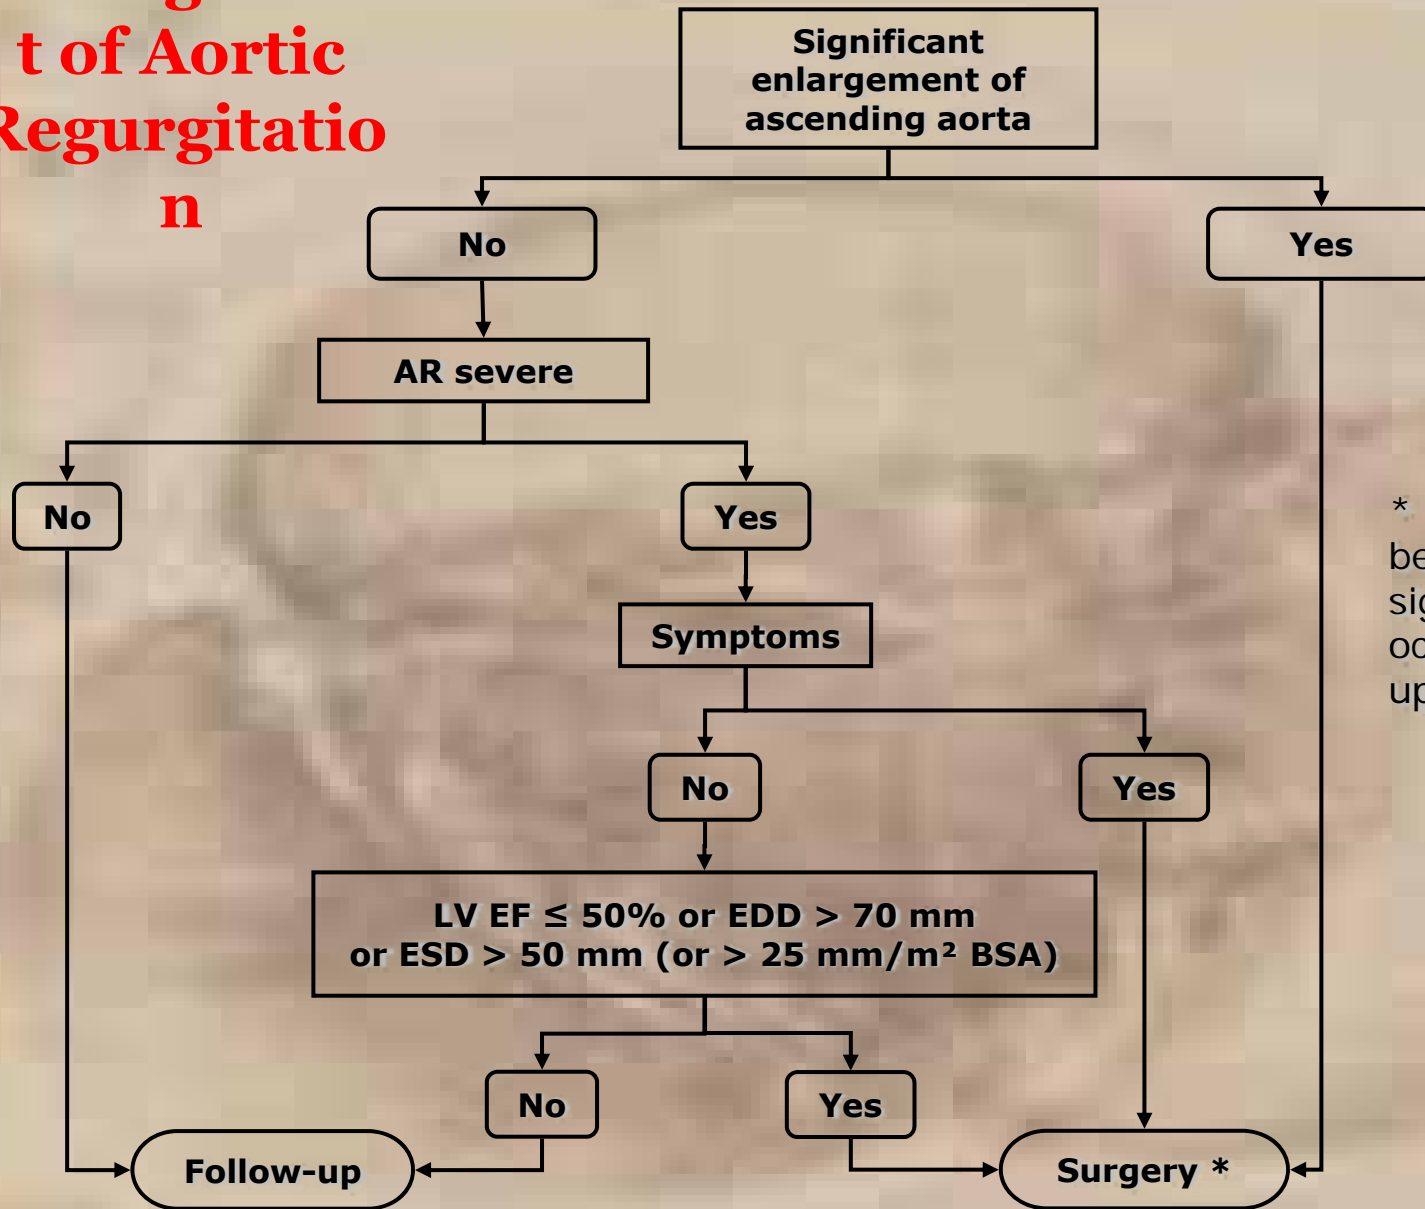 t of Aortic
Regurgitatio
n
Significant
enlargement of
ascending aorta
No
Yes
AR severe
No
Yes
*
Symptoms
No
Yes
LV EF ≤ 50% or EDD > 70 mm
or ESD > 50 mm (or > 25 mm/m² BSA)
No
Yes
Follow-up
Surgery *